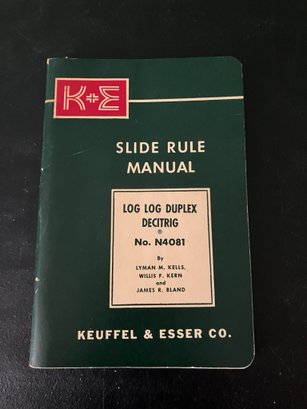 K+E
SLIDE RULE
MANUAL
LOG LOG DUPLEX
DECITRIG
®
No. N4081
By
LYMAN M. KELLS,
WILLIS F. KERN
and
JAMES R. BLAND
KEUFFEL & ESSER CO.